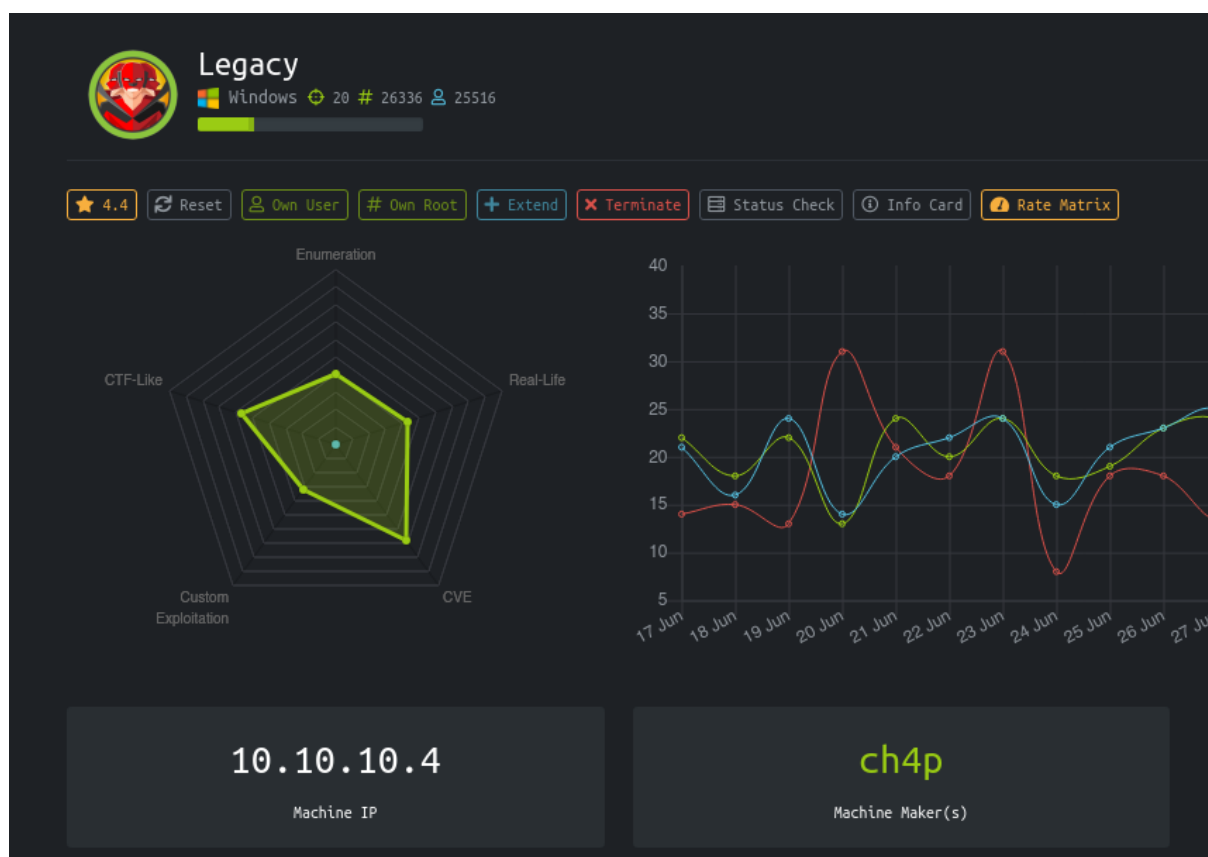 Legacy
Windows 20 # 26336 25516
4.4 Reset Own User # Own Root + Extend × Terminate Status Check Info Card Rate Matrix
Enumeration
CTF-Like
Real-Life
Custom
Exploitation
CVE
40
35
30
25
20
15
10
5
17 Jun 18 Jun 19 Jun 20 Jun 21 Jun 22 Jun 23 Jun 24 Jun 25 Jun 26 Jun 27
10.10.10.4
Machine IP
ch4p
Machine Maker(s)